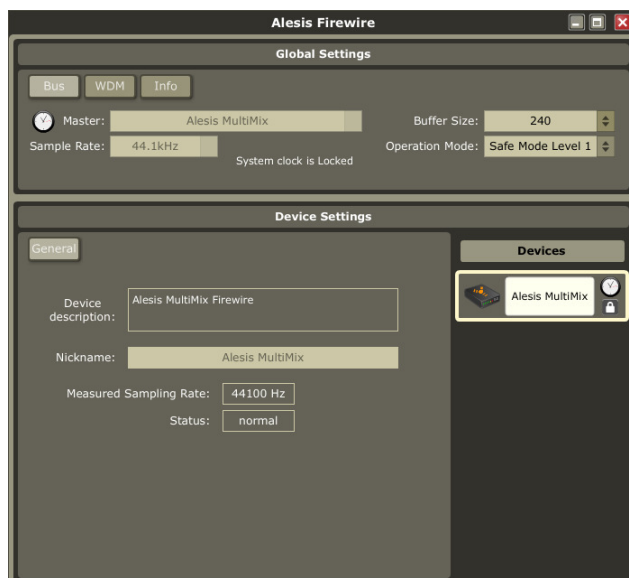 Alesis Firewire
Global Settings
Bus WDM Info
Master: Alesis MultiMix Buffer Size: 240
Sample Rate: 44.1kHz Operation Mode: Safe Mode Level 1
System clock is Locked
Device Settings
General Devices
Alesis MultiMix
Device description: Alesis MultiMix Firewire
Nickname: Alesis MultiMix
Measured Sampling Rate: 44100 Hz
Status: normal